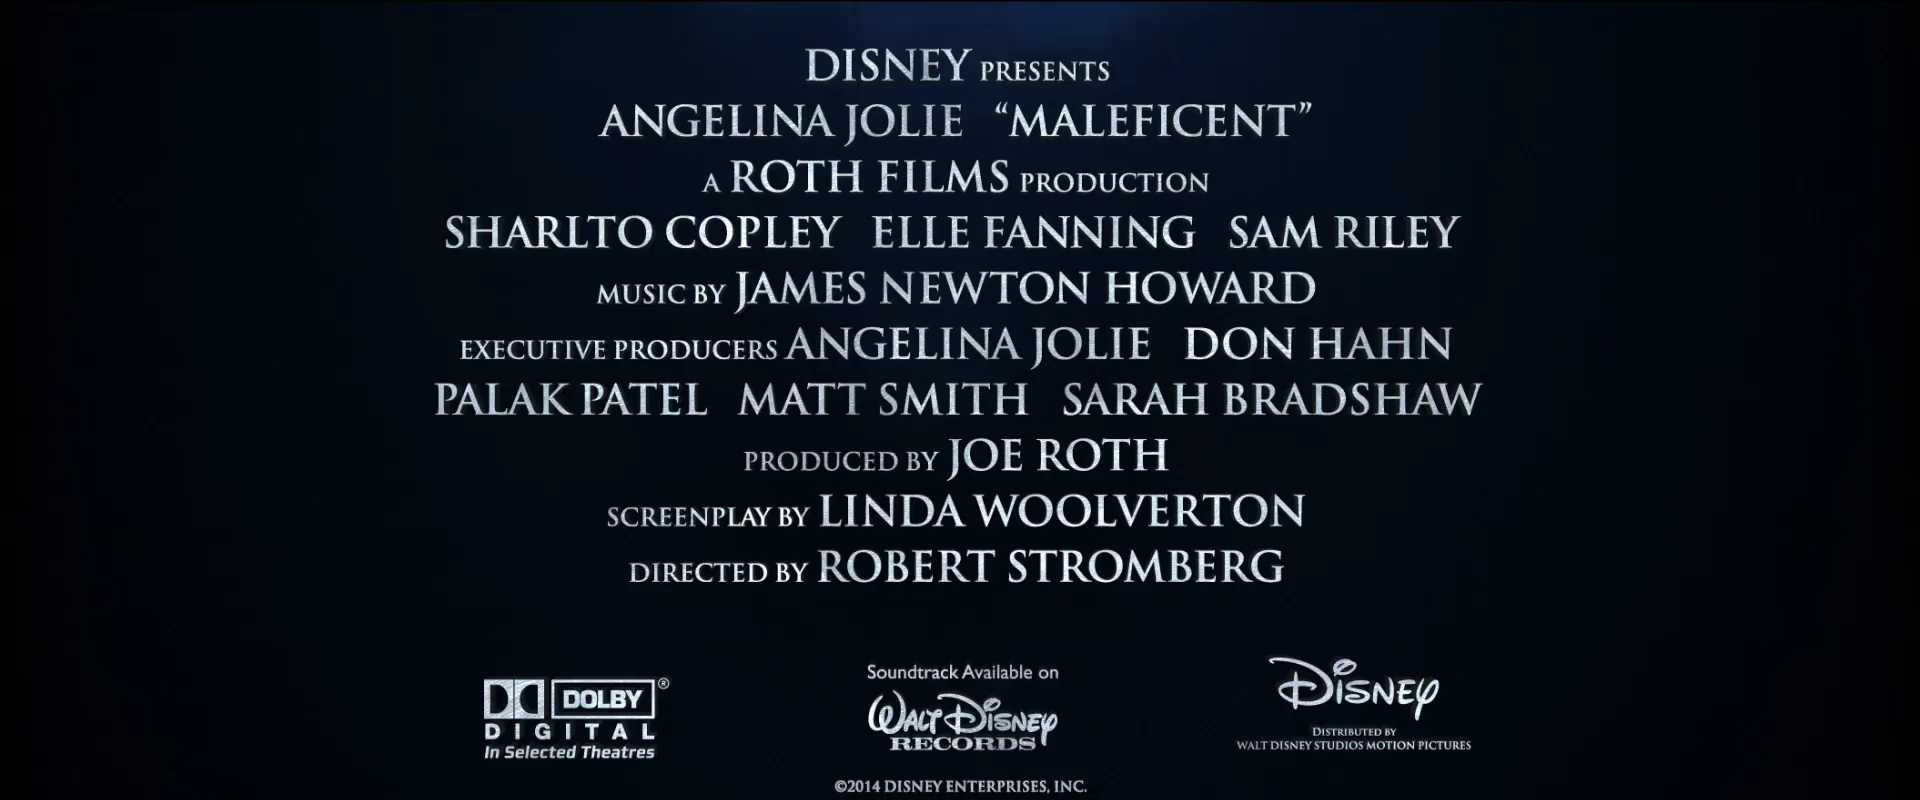 DISNEY PRESENTS
ANGELINA JOLIE “MALEFICENT”
A ROTH FILMS PRODUCTION
SHARLTO COPLEY ELLE FANNING SAM RILEY
MUSIC BY JAMES NEWTON HOWARD
EXECUTIVE PRODUCERS ANGELINA JOLIE DON HAHN
PALAK PATEL MATT SMITH SARAH BRADSHAW
PRODUCED BY JOE ROTH
SCREENPLAY BY LINDA WOOLVERTON
DIRECTED BY ROBERT STROMBERG
DOLBY®
DIGITAL
In Selected Theatres
Soundtrack Available on
WALT DISNEY
RECORDS
DISNEY
DISTRIBUTED BY
WALT DISNEY STUDIOS MOTION PICTURES
©2014 DISNEY ENTERPRISES, INC.